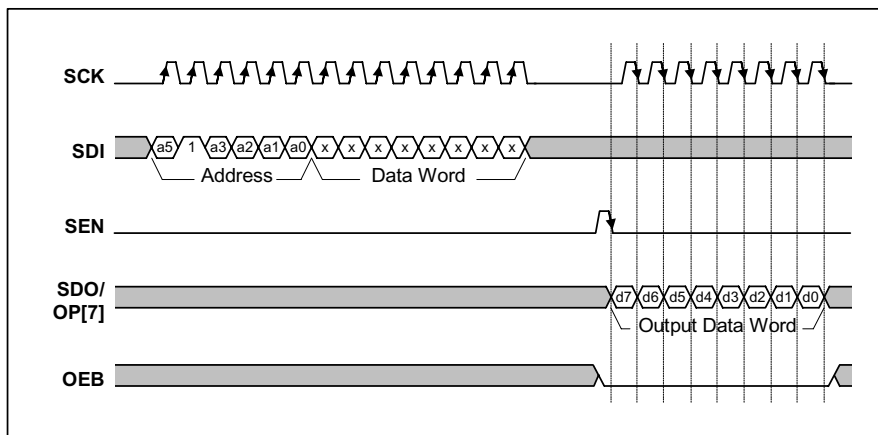 SCK
SDI
a5 1 a3 a2 a1 a0 x x x x x x x x
Address Data Word
SEN
SDO/
OP[7]
d7 d6 d5 d4 d3 d2 d1 d0
Output Data Word
OEB